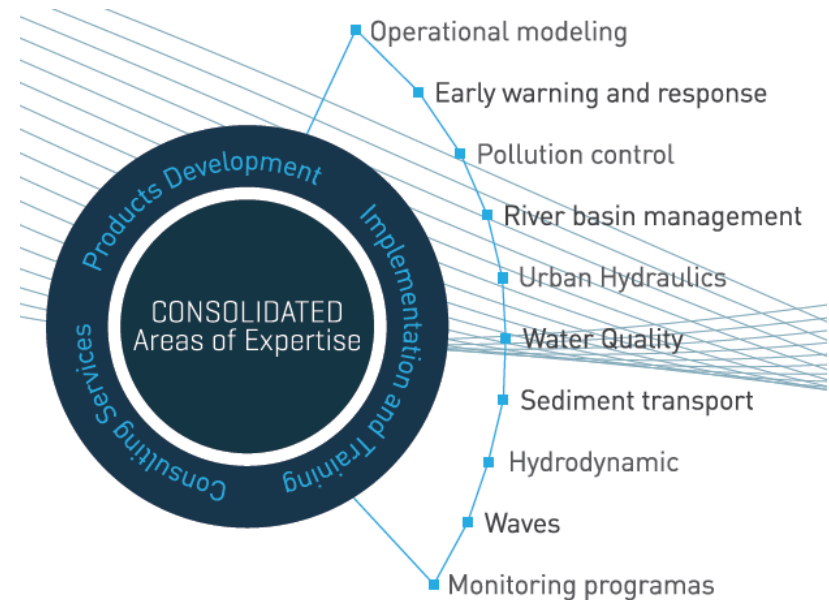 Products Development
Implementation and Training
Consulting Services
CONSOLIDATED
Areas of Expertise
Operational modeling
Early warning and response
Pollution control
River basin management
Urban Hydraulics
Water Quality
Sediment transport
Hydrodynamic
Waves
Monitoring programas